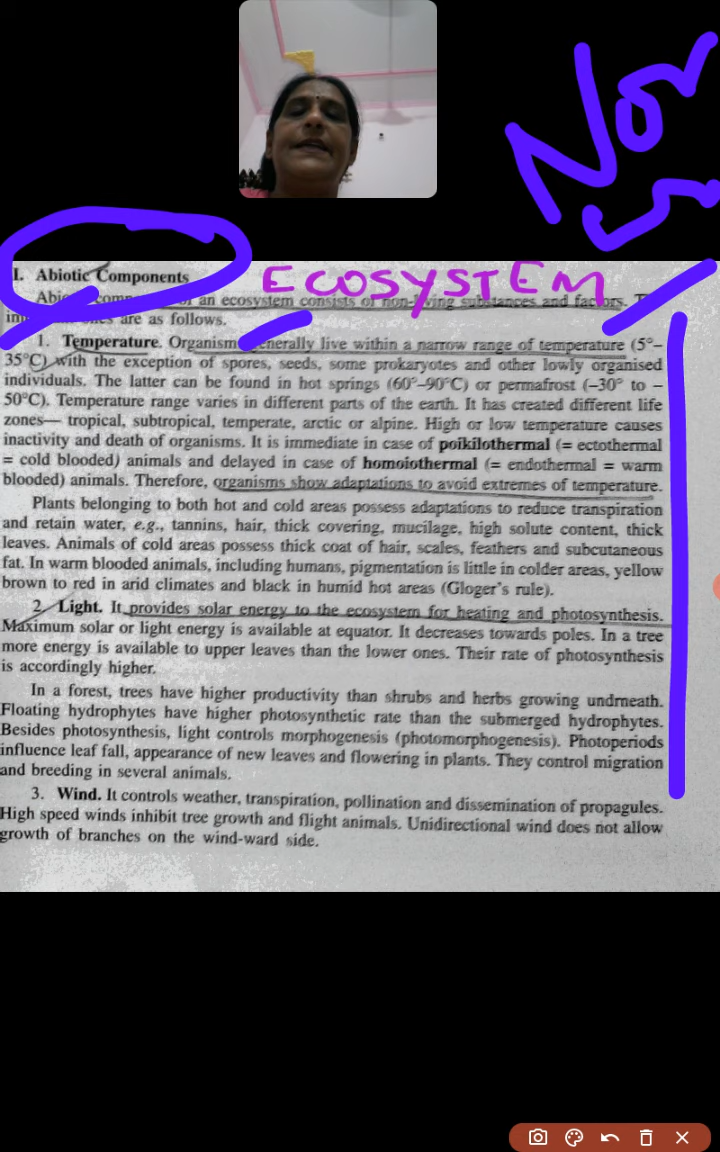 Non
I. Abiotic Components
ECOSYSTEM
an ecosystem consists of non-living substances and factors.
are as follows.
1. Temperature. Organism generally live within a narrow range of temperature (5°–
35°C) with the exception of spores, seeds, some prokaryotes and other lowly organised
individuals. The latter can be found in hot springs (60°–90°C) or permafrost (–30° to –
50°C). Temperature range varies in different parts of the earth. It has created different life
zones— tropical, subtropical, temperate, arctic or alpine. High or low temperature causes
inactivity and death of organisms. It is immediate in case of poikilothermal (= ectothermal
= cold blooded) animals and delayed in case of homoiothermal (= endothermal = warm
blooded) animals. Therefore, organisms show adaptations to avoid extremes of temperature.
Plants belonging to both hot and cold areas possess adaptations to reduce transpiration
and retain water, e.g., tannins, hair, thick covering, mucilage, high solute content, thick
leaves. Animals of cold areas possess thick coat of hair, scales, feathers and subcutaneous
fat. In warm blooded animals, including humans, pigmentation is little in colder areas, yellow
brown to red in arid climates and black in humid hot areas (Gloger's rule).
2. Light. It provides solar energy to the ecosystem for heating and photosynthesis.
Maximum solar or light energy is available at equator. It decreases towards poles. In a tree
more energy is available to upper leaves than the lower ones. Their rate of photosynthesis
is accordingly higher.
In a forest, trees have higher productivity than shrubs and herbs growing undrneath.
Floating hydrophytes have higher photosynthetic rate than the submerged hydrophytes.
Besides photosynthesis, light controls morphogenesis (photomorphogenesis). Photoperiods
influence leaf fall, appearance of new leaves and flowering in plants. They control migration
and breeding in several animals.
3. Wind. It controls weather, transpiration, pollination and dissemination of propagules.
High speed winds inhibit tree growth and flight animals. Unidirectional wind does not allow
growth of branches on the wind-ward side.